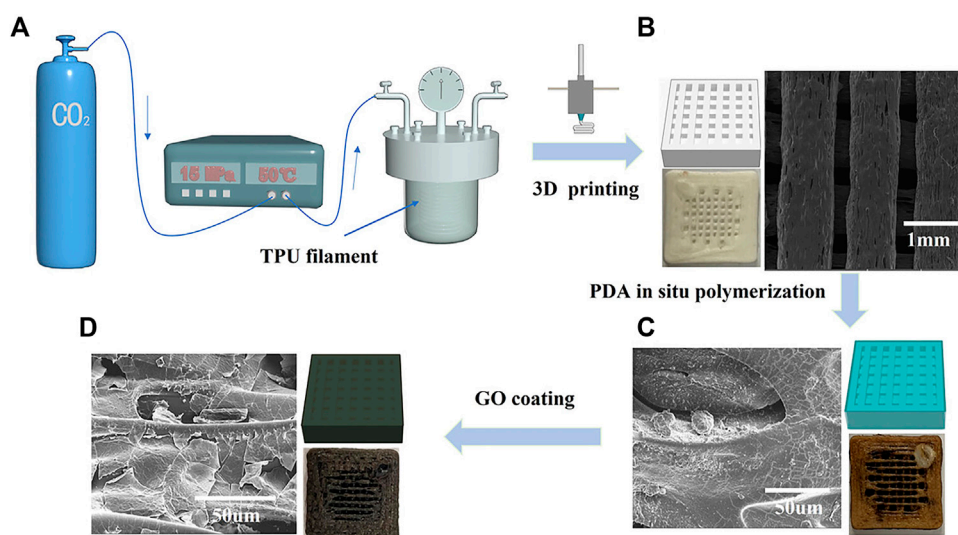 A
CO2
15 MPa
50℃
TPU filament
3D printing
B
1mm
PDA in situ polymerization
D
50um
GO coating
C
50um